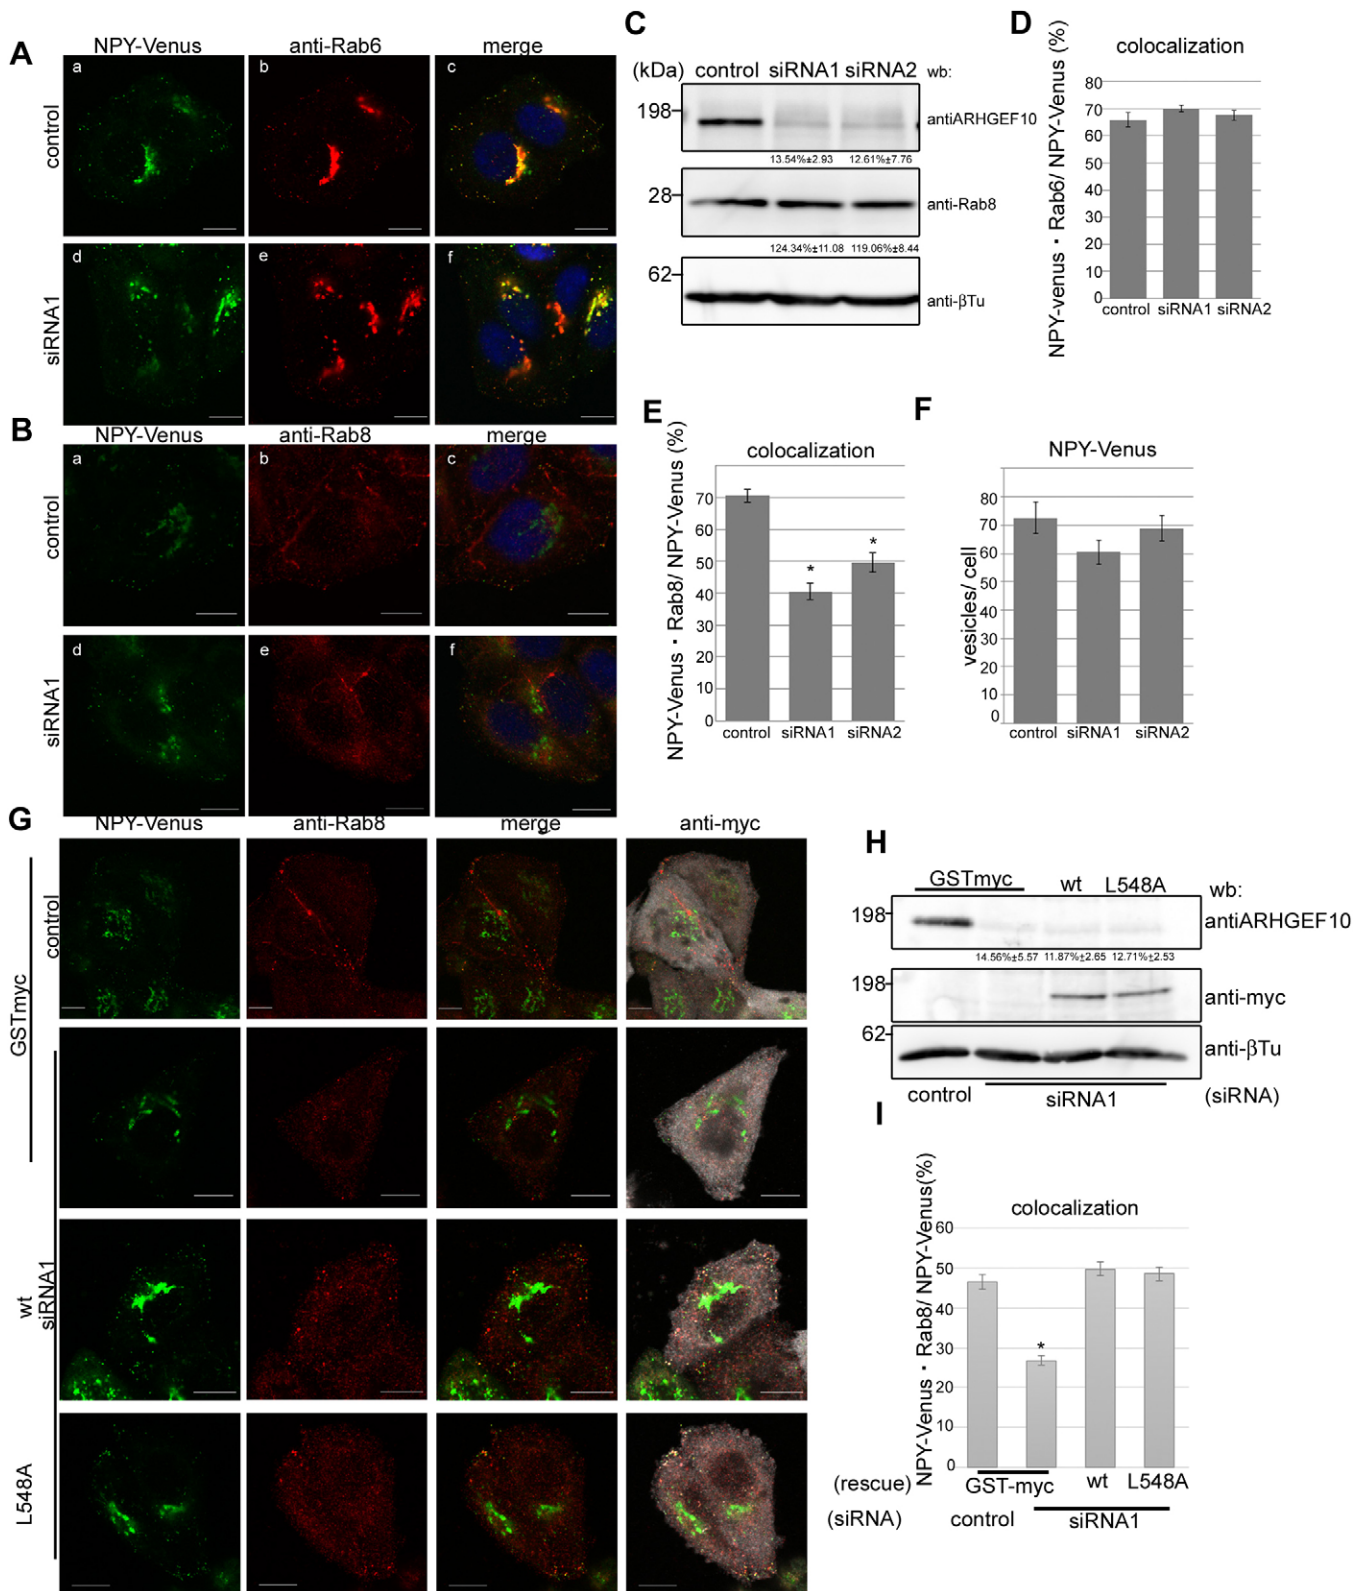 A
NPY-Venus anti-Rab6 merge
control
a b c
siRNA1
d e f
B
NPY-Venus anti-Rab8 merge
control
a b c
siRNA1
d e f
C
(kDa) control siRNA1 siRNA2 wb:
198 antiARHGEF10
13.54%±2.93 12.61%±7.76
28 anti-Rab8
124.34%±11.08 119.06%±8.44
62 anti-βTu
D
colocalization
NPY-venus・Rab6/ NPY-Venus (%)
80
70
60
50
40
30
20
10
0
control siRNA1 siRNA2
E
colocalization
NPY-Venus・Rab8/ NPY-Venus (%)
70
60
50
40
30
20
10
0
* *
control siRNA1 siRNA2
F
NPY-Venus
vesicles/ cell
80
70
60
50
40
30
20
10
0
control siRNA1 siRNA2
G
NPY-Venus anti-Rab8 merge anti-myc
GSTmyc
control
siRNA1
wt
L548A
H
GSTmyc wt L548A wb:
198 antiARHGEF10
14.56%±5.57 11.87%±2.65 12.71%±2.53
198 anti-myc
62 anti-βTu
control siRNA1 (siRNA)
I
colocalization
NPY-Venus・Rab8/ NPY-Venus(%)
60
50
40
30
20
10
0
*
(rescue) GST-myc wt L548A
(siRNA) control siRNA1